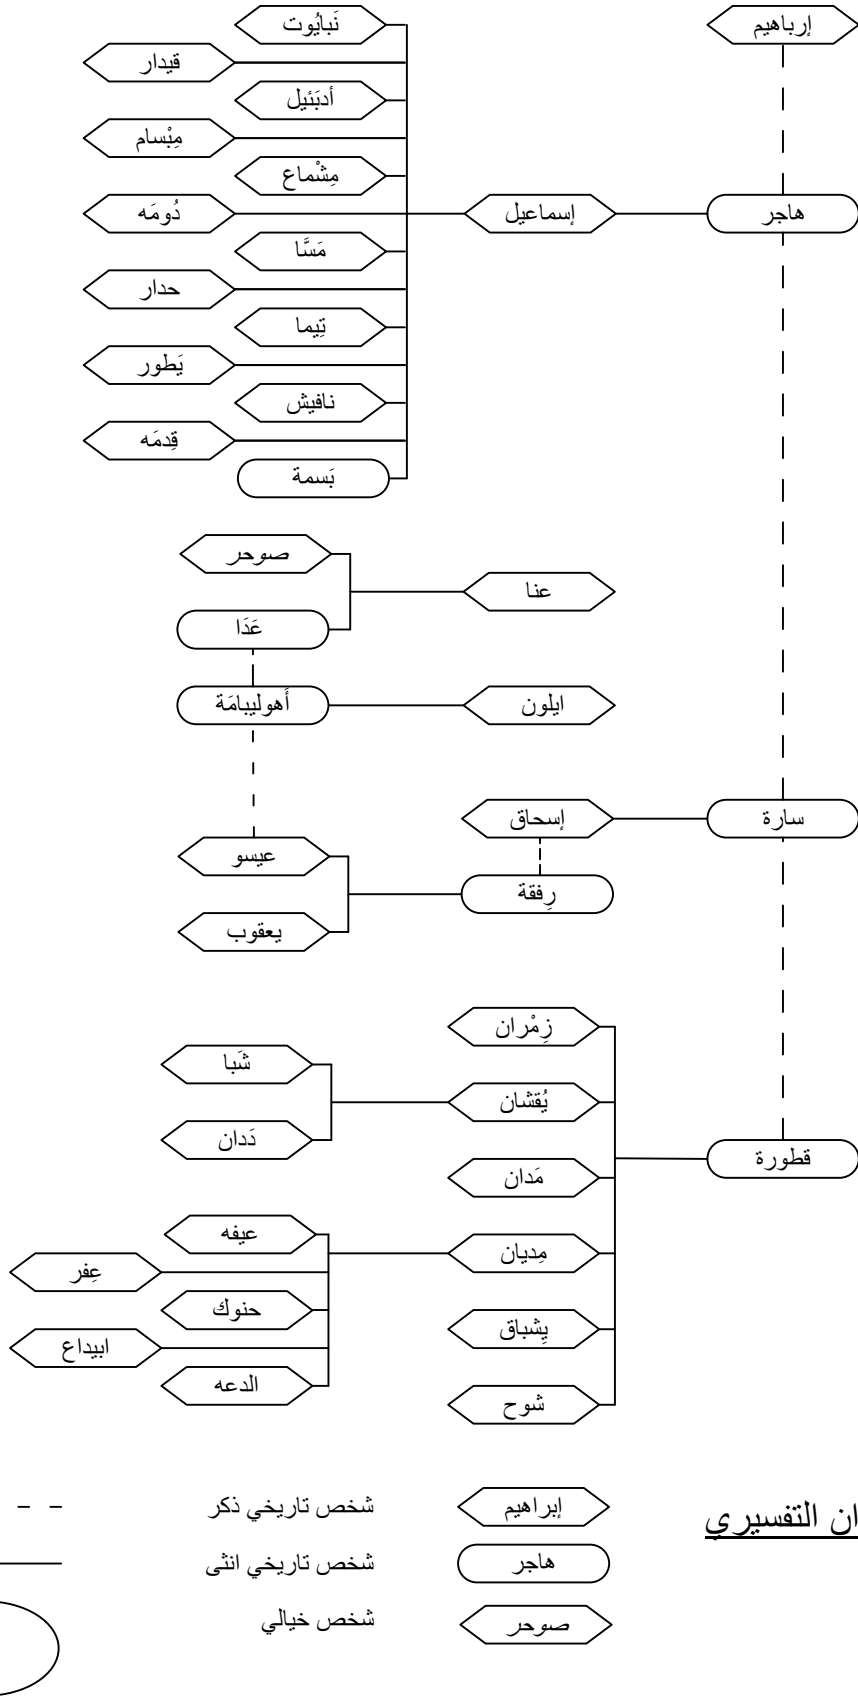 إرباهيم
نَبايُوت
قيدار
أدبَئيل
مِبْسام
مِشْماع
هاجر
إسماعيل
دُومَه
مَسَّا
حدار
تِيما
يَطور
نافيش
قِدمَه
بَسمة
صوحر
عنا
عَدَا
ايلون
أَهوليبامَة
سارة
إسحاق
عيسو
رِفقة
يعقوب
زِمْران
شَبا
يُقشان
دَدان
قطورة
مَدان
عيفه
مِديان
عِفر
حنوك
يِشباق
ابيداع
الدعه
شوح
ان التفسيري
إبراهيم
شخص تاريخي ذكر
هاجر
شخص تاريخي انثى
صوحر
شخص خيالي